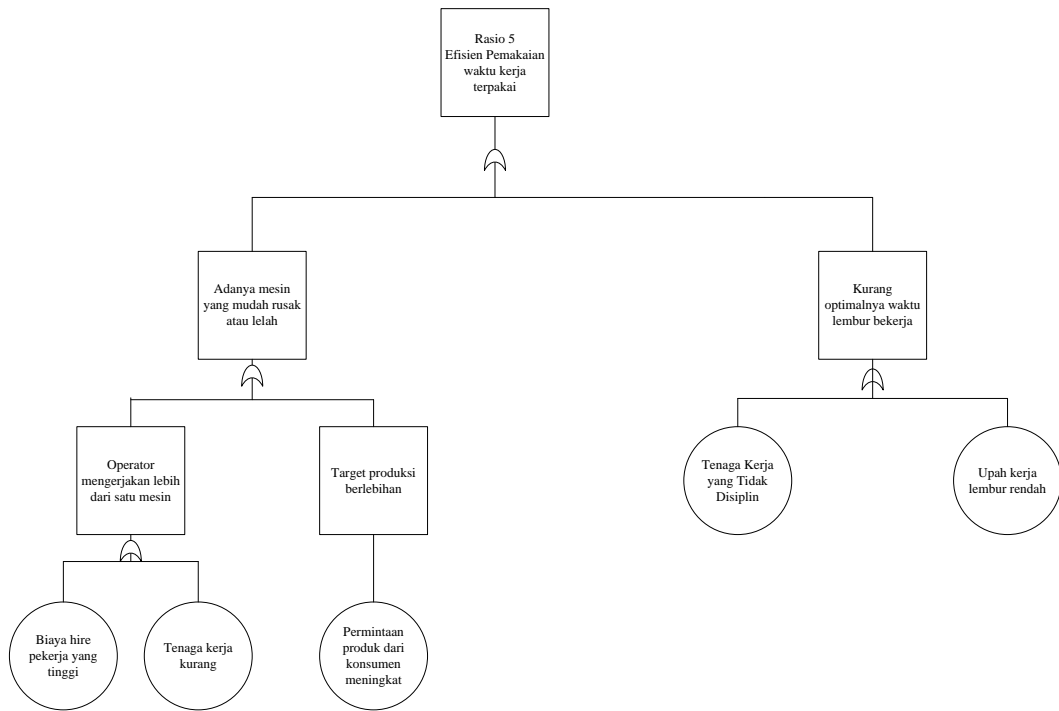 Rasio 5
Efisien Pemakaian
waktu kerja
terpakai
Adanya mesin
yang mudah rusak
atau lelah
Kurang
optimalnya waktu
lembur bekerja
Operator
mengerjakan lebih
dari satu mesin
Target produksi
berlebihan
Tenaga Kerja
yang Tidak
Disiplin
Upah kerja
lembur rendah
Biaya hire
pekerja yang
tinggi
Tenaga kerja
kurang
Permintaan
produk dari
konsumen
meningkat